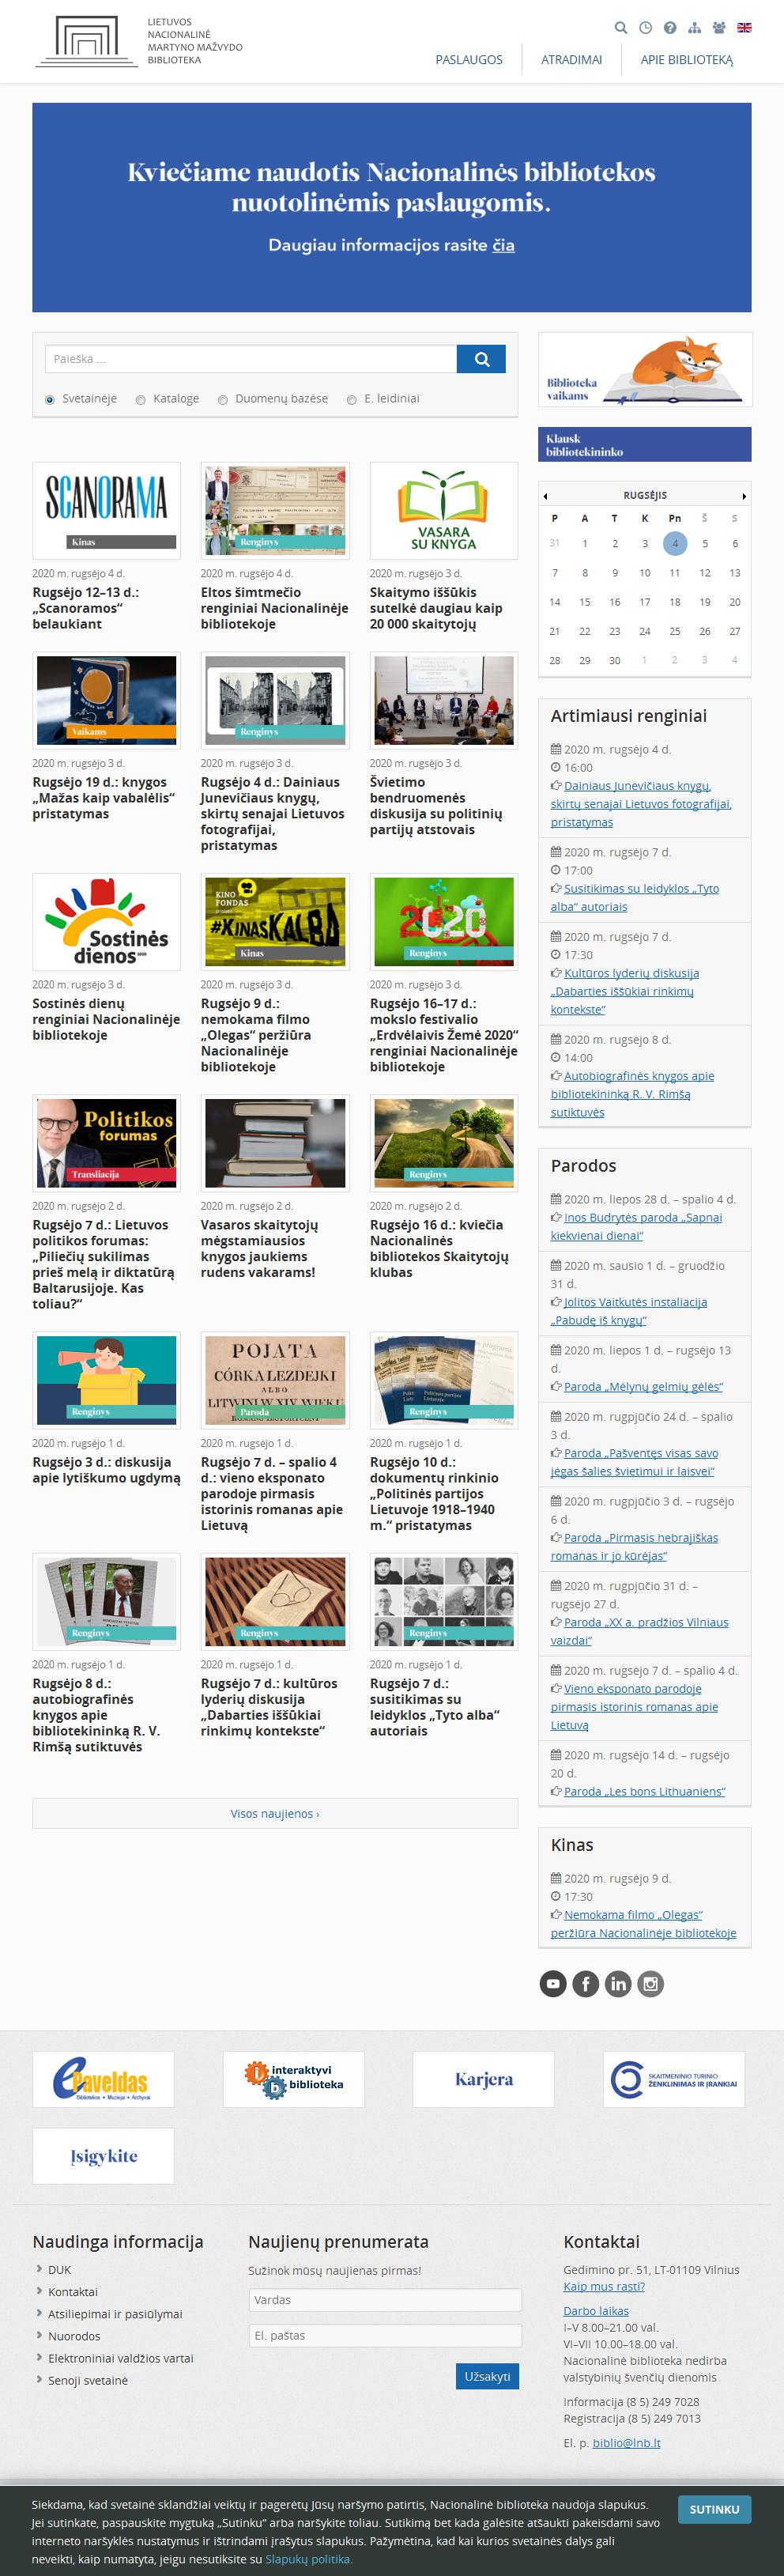 LIETUVOS
NACIONALINĖ
MARTYNO MAŽVYDO
BIBLIOTEKA
PASLAUGOS
ATRADIMAI
APIE BIBLIOTEKĄ
Kviečiame naudotis Nacionalinės bibliotekos
nuotolinėmis paslaugomis.
Daugiau informacijos rasite čia
Paieška ...
Svetainėje
Kataloge
Duomenų bazėse
E. leidiniai
Biblioteka
vaikams
Klausk
bibliotekininko
RUGSĖJIS
P A T K Pn Š S
31 1 2 3 4 5 6
7 8 9 10 11 12 13
14 15 16 17 18 19 20
21 22 23 24 25 26 27
28 29 30 1 2 3 4
SCANORAMA
Kinas
2020 m. rugsėjo 4 d.
Rugsėjo 12–13 d.:
„Scanoramos“
belaukiant
Renginys
2020 m. rugsėjo 4 d.
Eltos šimtmečio
renginiai Nacionalinėje
bibliotekoje
VASARA
SU KNYGA
2020 m. rugsėjo 3 d.
Skaitymo iššūkis
sutelkė daugiau kaip
20 000 skaitytojų
Vaikams
2020 m. rugsėjo 3 d.
Rugsėjo 19 d.: knygos
„Mažas kaip vabalėlis“
pristatymas
Renginys
2020 m. rugsėjo 3 d.
Rugsėjo 4 d.: Dainiaus
Junevičiaus knygų,
skirtų senajai Lietuvos
fotografijai,
pristatymas
2020 m. rugsėjo 3 d.
Švietimo
bendruomenės
diskusija su politinių
partijų atstovais
Sostinės
dienos
2020 m. rugsėjo 3 d.
Sostinės dienų
renginiai Nacionalinėje
bibliotekoje
KINO
FONDAS
#KINASKALBA
Kinas
2020 m. rugsėjo 3 d.
Rugsėjo 9 d.:
nemokama filmo
„Olegas“ peržiūra
Nacionalinėje
bibliotekoje
2020
Renginys
2020 m. rugsėjo 3 d.
Rugsėjo 16–17 d.:
mokslo festivalio
„Erdvėlaivis Žemė 2020“
renginiai Nacionalinėje
bibliotekoje
Politikos
forumas
Transliacija
2020 m. rugsėjo 2 d.
Rugsėjo 7 d.: Lietuvos
politikos forumas:
„Piliečių sukilimas
prieš melą ir diktatūrą
Baltarusijoje. Kas
toliau?“
2020 m. rugsėjo 2 d.
Vasaros skaitytojų
mėgstamiausios
knygos jaukiems
rudens vakarams!
Renginys
2020 m. rugsėjo 2 d.
Rugsėjo 16 d.: kviečia
Nacionalinės
bibliotekos Skaitytojų
klubas
Renginys
2020 m. rugsėjo 1 d.
Rugsėjo 3 d.: diskusija
apie lytiškumo ugdymą
POJATA
CÓRKA LEZDEJKI
ALBO
LITWINI W XIV WIEKU
Paroda
2020 m. rugsėjo 1 d.
Rugsėjo 7 d. – spalio 4
d.: vieno eksponato
parodoje pirmasis
istorinis romanas apie
Lietuvą
Renginys
2020 m. rugsėjo 1 d.
Rugsėjo 10 d.:
dokumentų rinkinio
„Politinės partijos
Lietuvoje 1918–1940
m.“ pristatymas
Renginys
2020 m. rugsėjo 1 d.
Rugsėjo 8 d.:
autobiografinės
knygos apie
bibliotekininką R. V.
Rimšą sutiktuvės
Renginys
2020 m. rugsėjo 1 d.
Rugsėjo 7 d.: kultūros
lyderių diskusija
„Dabarties iššūkiai
rinkimų kontekste“
Renginys
2020 m. rugsėjo 1 d.
Rugsėjo 7 d.:
susitikimas su
leidyklos „Tyto alba“
autoriais
Visos naujienos ›
Artimiausi renginiai
2020 m. rugsėjo 4 d.
16:00
Dainiaus Junevičiaus knygų,
skirtų senajai Lietuvos fotografijai,
pristatymas
2020 m. rugsėjo 7 d.
17:00
Susitikimas su leidyklos „Tyto
alba“ autoriais
2020 m. rugsėjo 7 d.
17:30
Kultūros lyderių diskusija
„Dabarties iššūkiai rinkimų
kontekste“
2020 m. rugsėjo 8 d.
14:00
Autobiografinės knygos apie
bibliotekininką R. V. Rimšą
sutiktuvės
Parodos
2020 m. liepos 28 d. – spalio 4 d.
Inos Budrytės paroda „Sapnai
kiekvienai dienai“
2020 m. sausio 1 d. – gruodžio
31 d.
Jolitos Vaitkutės instaliacija
„Pabudę iš knygų“
2020 m. liepos 1 d. – rugsėjo 13
d.
Paroda „Mėlynų gelmių gėlės“
2020 m. rugpjūčio 24 d. – spalio
3 d.
Paroda „Pašventęs visas savo
jėgas šalies švietimui ir laisvei“
2020 m. rugpjūčio 3 d. – rugsėjo
6 d.
Paroda „Pirmasis hebrajiškas
romanas ir jo kūrėjas“
2020 m. rugpjūčio 31 d. –
rugsėjo 27 d.
Paroda „XX a. pradžios Vilniaus
vaizdai“
2020 m. rugsėjo 7 d. – spalio 4 d.
Vieno eksponato parodoje
pirmasis istorinis romanas apie
Lietuvą
2020 m. rugsėjo 14 d. – rugsėjo
20 d.
Paroda „Les bons Lithuaniens“
Kinas
2020 m. rugsėjo 9 d.
17:30
Nemokama filmo „Olegas“
peržiūra Nacionalinėje bibliotekoje
ePaveldas
Bibliotekos • Muziejai • Archyvai
interaktyvi
biblioteka
Karjera
SKAITMENINIO TURINIO
ŽENKLINIMAS IR ĮRANKIAI
Įsigykite
Naudinga informacija
DUK
Kontaktai
Atsiliepimai ir pasiūlymai
Nuorodos
Elektroniniai valdžios vartai
Senoji svetainė
Naujienų prenumerata
Sužinok mūsų naujienas pirmas!
Vardas
El. paštas
Užsakyti
Kontaktai
Gedimino pr. 51, LT-01109 Vilnius
Kaip mus rasti?
Darbo laikas
I–V 8.00–21.00 val.
VI–VII 10.00–18.00 val.
Nacionalinė biblioteka nedirba
valstybinių švenčių dienomis
Informacija (8 5) 249 7028
Registracija (8 5) 249 7013
El. p. biblio@lnb.lt
Siekdama, kad svetainė sklandžiai veiktų ir pagerėtų Jūsų naršymo patirtis, Nacionalinė biblioteka naudoja slapukus.
Jei sutinkate, paspauskite mygtuką „Sutinku“ arba naršykite toliau. Sutikimą bet kada galėsite atšaukti pakeisdami savo
interneto naršyklės nustatymus ir ištrindami įrašytus slapukus. Pažymėtina, kad kai kurios svetainės dalys gali
neveikti, kaip numatyta, jeigu nesutiksite su Slapukų politika.
SUTINKU